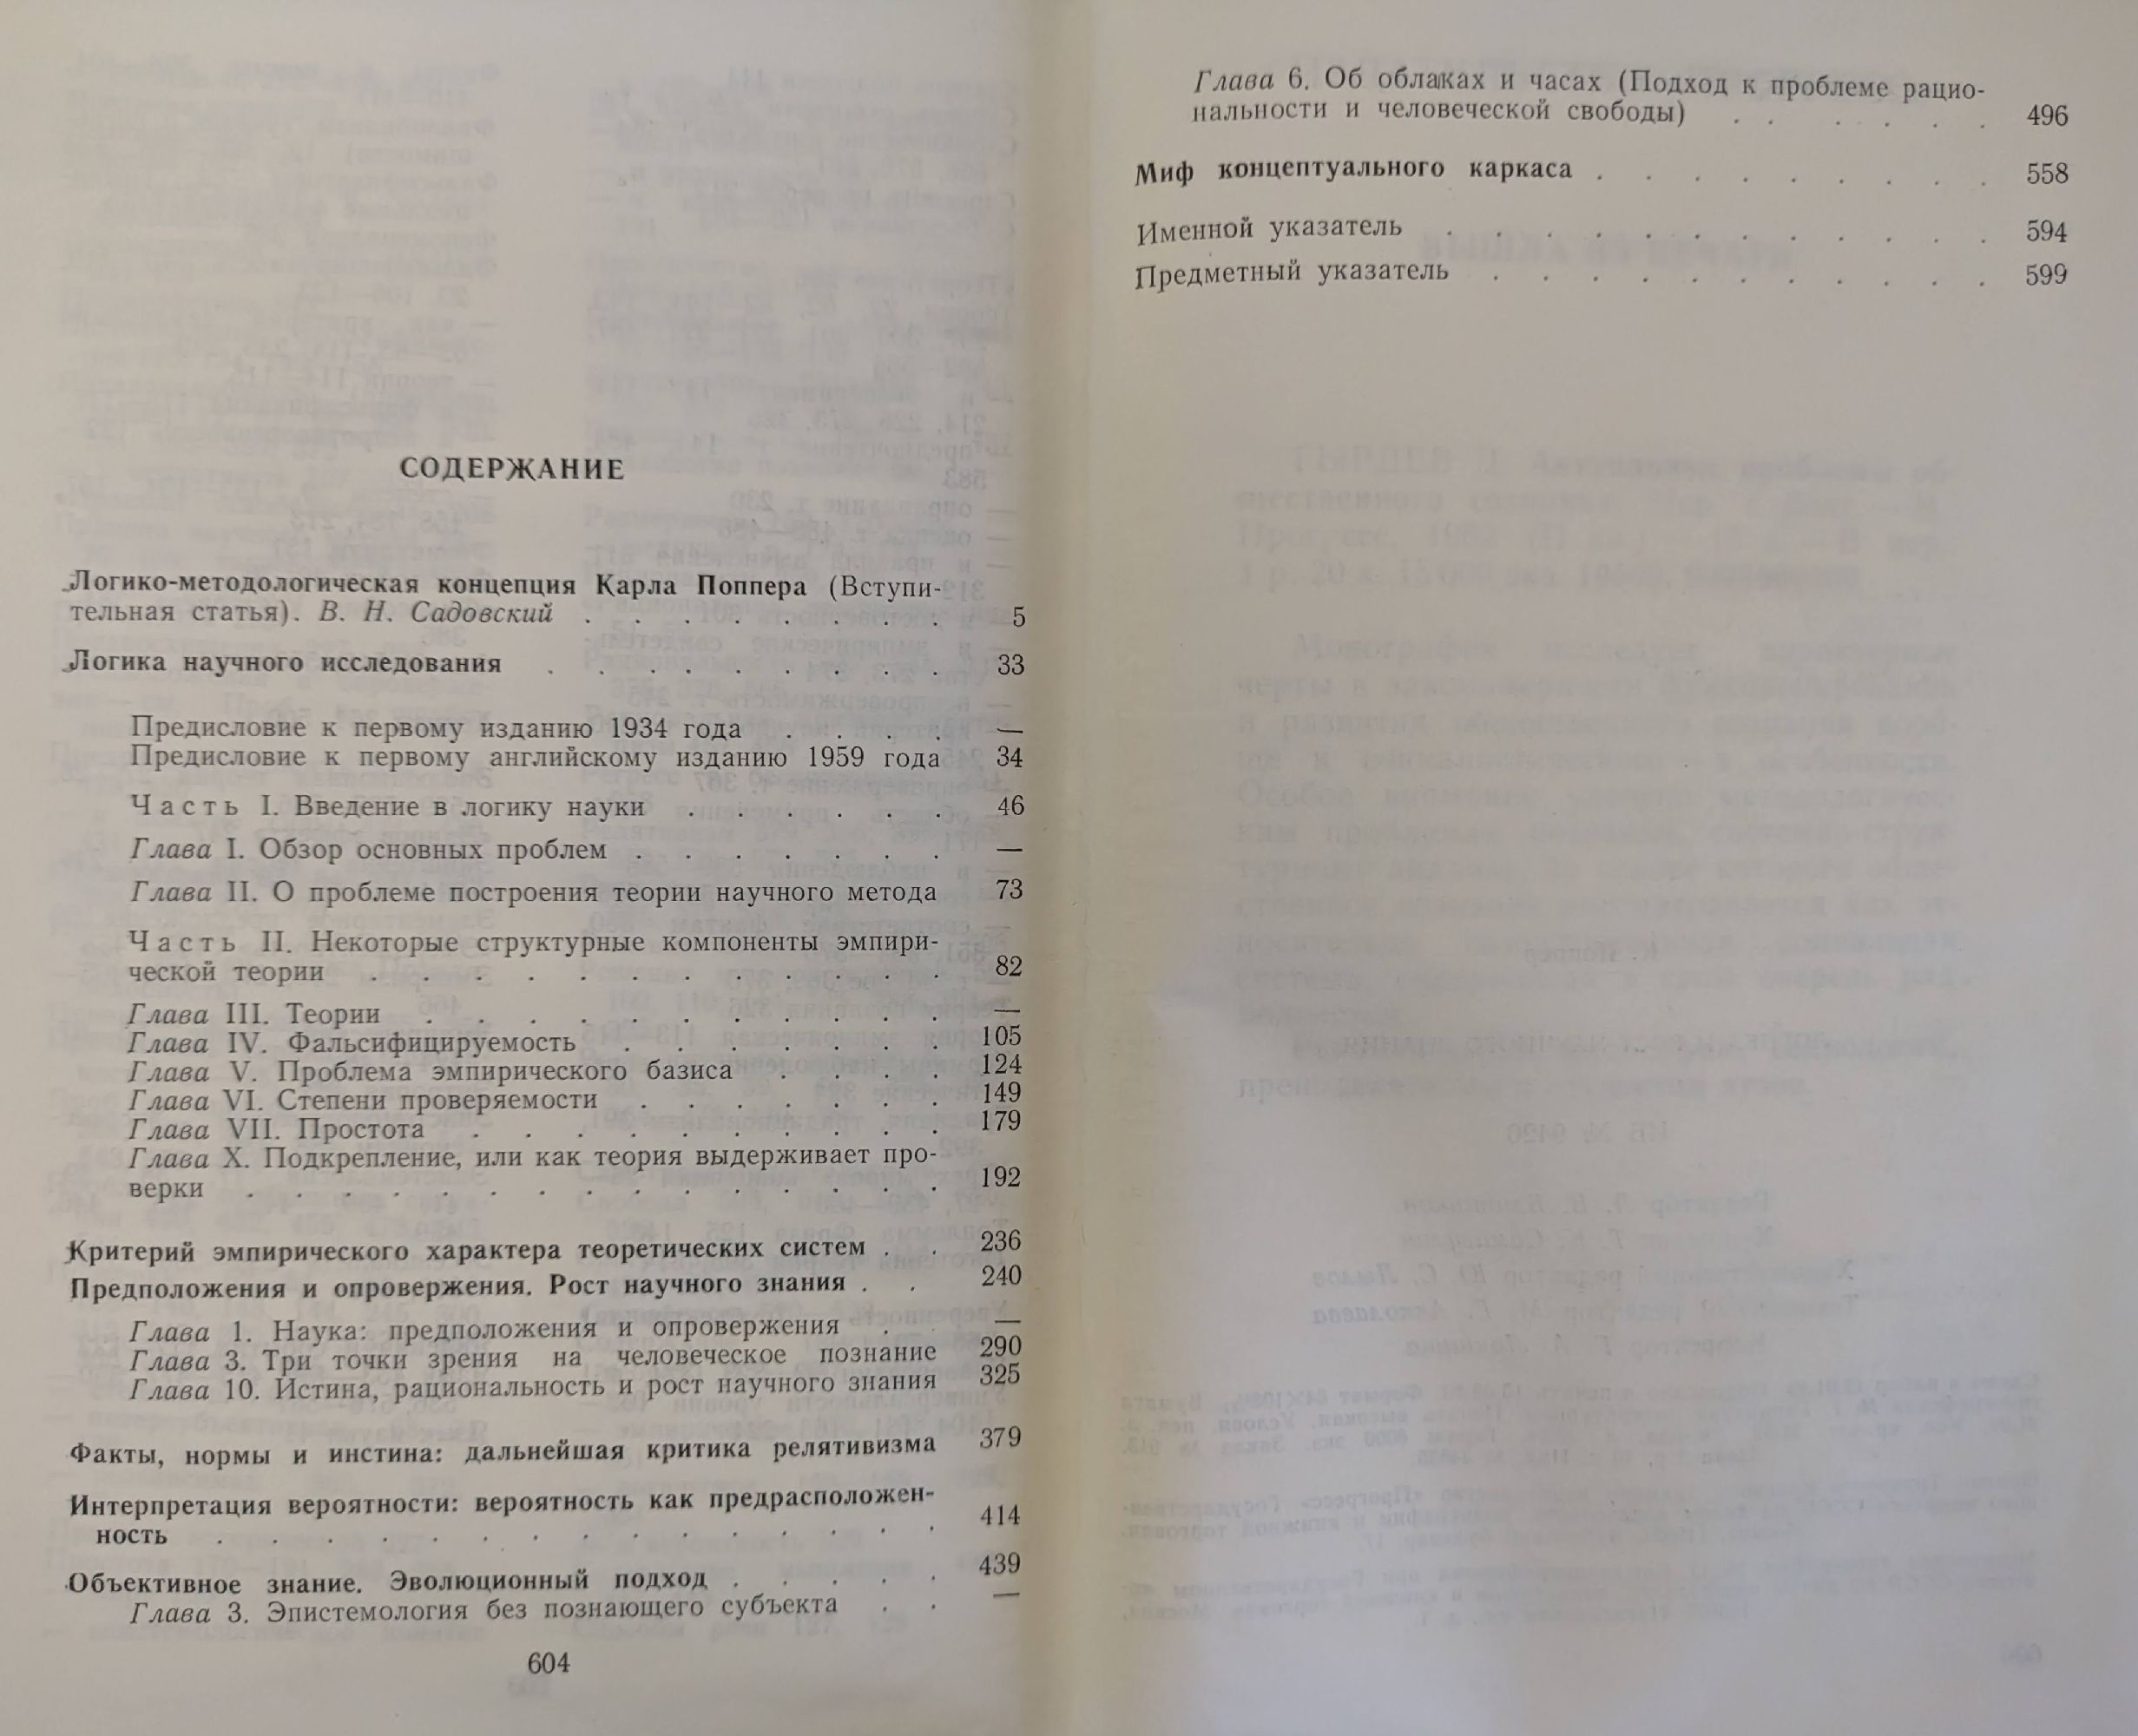 СОДЕРЖАНИЕ
Логико-методологическая концепция Карла Поппера (Вступи-
тельная статья). В. Н. Садовский . . . . . . . . 5
Логика научного исследования . . . . . . . . 33
Предисловие к первому изданию 1934 года . . . . —
Предисловие к первому английскому изданию 1959 года 34
Часть I. Введение в логику науки . . . . . . 46
Глава I. Обзор основных проблем . . . . . . . —
Глава II. О проблеме построения теории научного метода 73
Часть II. Некоторые структурные компоненты эмпири-
ческой теории . . . . . . . . . . . . 82
Глава III. Теории . . . . . . . . . . . —
Глава IV. Фальсифицируемость . . . . . . . 105
Глава V. Проблема эмпирического базиса . . . . 124
Глава VI. Степени проверяемости . . . . . . . 149
Глава VII. Простота . . . . . . . . . . 179
Глава X. Подкрепление, или как теория выдерживает про-
верки . . . . . . . . . . . . . . . 192
Критерий эмпирического характера теоретических систем . . 236
Предположения и опровержения. Рост научного знания . . 240
Глава 1. Наука: предположения и опровержения . . —
Глава 3. Три точки зрения на человеческое познание 290
Глава 10. Истина, рациональность и рост научного знания 325
Факты, нормы и инстина: дальнейшая критика релятивизма 379
Интерпретация вероятности: вероятность как предрасположен-
ность . . . . . . . . . . . . . . 414
Объективное знание. Эволюционный подход . . . . . 439
Глава 3. Эпистемология без познающего субъекта . . —
604
Глава 6. Об облаках и часах (Подход к проблеме рацио-
нальности и человеческой свободы) . . . . . . 496
Миф концептуального каркаса . . . . . . . . . 558
Именной указатель . . . . . . . . . . . . 594
Предметный указатель . . . . . . . . . . . 599